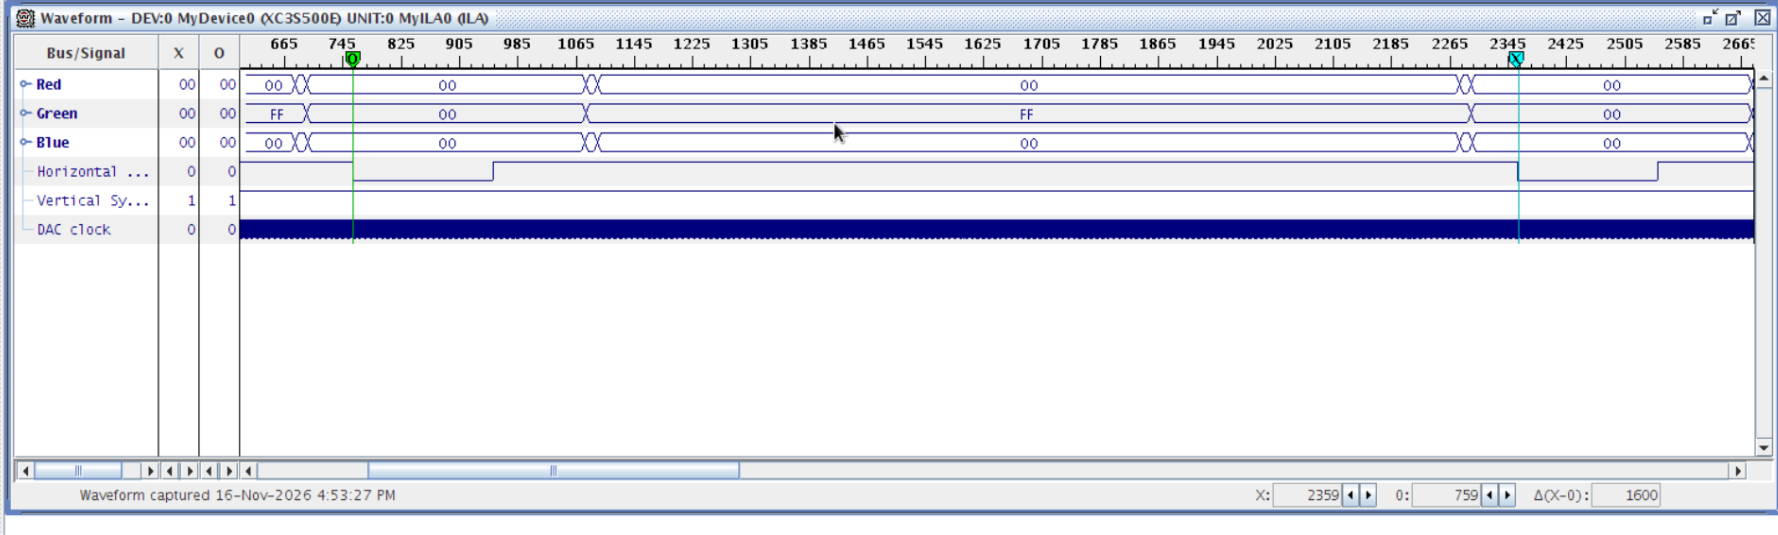 Waveform - DEV:0 MyDevice0 (XC3S500E) UNIT:0 MyILA0 (ILA)
Bus/Signal X O 665 745 825 905 985 1065 1145 1225 1305 1385 1465 1545 1625 1705 1785 1865 1945 2025 2105 2185 2265 2345 2425 2505 2585 2665
O X
Red 00 00 00 00 00 00
Green 00 00 FF 00 FF 00
Blue 00 00 00 00 00 00
Horizontal ... 0 0
Vertical Sy... 1 1
DAC clock 0 0
Waveform captured 16-Nov-2026 4:53:27 PM X: 2359 O: 759 Δ(X-O): 1600